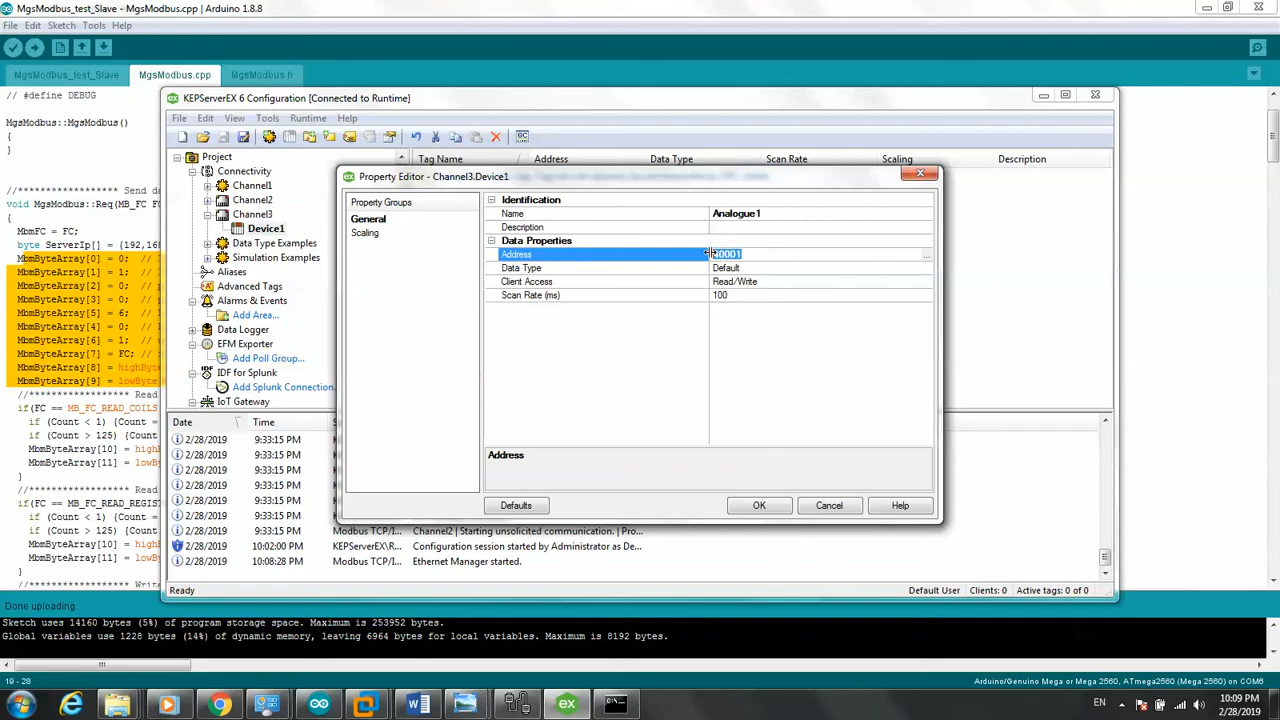 MgsModbus_test_Slave - MgsModbus.cpp | Arduino 1.8.8
File Edit Sketch Tools Help
MgsModbus_test_Slave MgsModbus.cpp MgsModbus.h
// #define DEBUG
MgsModbus::MgsModbus()
{
}
//***************** Send da
void MgsModbus::Req(MB_FC FC
{
MbmFC = FC;
byte ServerIp[] = {192,168
MbmByteArray[0] = 0; //
MbmByteArray[1] = 1; //
MbmByteArray[2] = 0; //
MbmByteArray[3] = 0; //
MbmByteArray[4] = 0; //
MbmByteArray[5] = 6; //
MbmByteArray[6] = 1; //
MbmByteArray[7] = FC; //
MbmByteArray[8] = highByte
MbmByteArray[9] = lowByte
//***************** Read
if(FC == MB_FC_READ_COILS
if (Count < 1) {Count =
if (Count > 125) {Count
MbmByteArray[10] = highB
MbmByteArray[11] = lowBy
}
//***************** Read
if(FC == MB_FC_READ_REGIS
if (Count < 1) {Count =
if (Count > 125) {Count
MbmByteArray[10] = highB
MbmByteArray[11] = lowBy
}
//***************** Writ
KEPServerEX 6 Configuration [Connected to Runtime]
File Edit View Tools Runtime Help
Project
Connectivity
Channel1
Channel2
Channel3
Device1
Data Type Examples
Simulation Examples
Aliases
Advanced Tags
Alarms & Events
Add Area...
Data Logger
EFM Exporter
Add Poll Group...
IDF for Splunk
Add Splunk Connection.
IoT Gateway
Tag Name / Address Data Type Scan Rate Scaling Description
Property Editor - Channel3.Device1
Property Groups
General
Scaling
Identification
Name Analogue1
Description
Data Properties
Address 0001
Data Type Default
Client Access Read/Write
Scan Rate (ms) 100
Address
Defaults OK Cancel Help
Date Time
2/28/2019 9:33:15 PM
2/28/2019 9:33:15 PM
2/28/2019 9:33:15 PM
2/28/2019 9:33:15 PM
2/28/2019 9:33:15 PM
2/28/2019 9:33:15 PM
2/28/2019 9:33:15 PM Modbus TCP/I... Channel2 | Starting unsolicited communication. | Pro...
2/28/2019 10:02:00 PM KEPServerEX\R... Configuration session started by Administrator as De...
2/28/2019 10:08:28 PM Modbus TCP/I... Ethernet Manager started.
Ready Default User Clients: 0 Active tags: 0 of 0
Done uploading.
Sketch uses 14160 bytes (5%) of program storage space. Maximum is 253952 bytes.
Global variables use 1228 bytes (14%) of dynamic memory, leaving 6964 bytes for local variables. Maximum is 8192 bytes.
19 - 28 Arduino/Genuino Mega or Mega 2560, ATmega2560 (Mega 2560) on COM6
EN 10:09 PM
2/28/2019